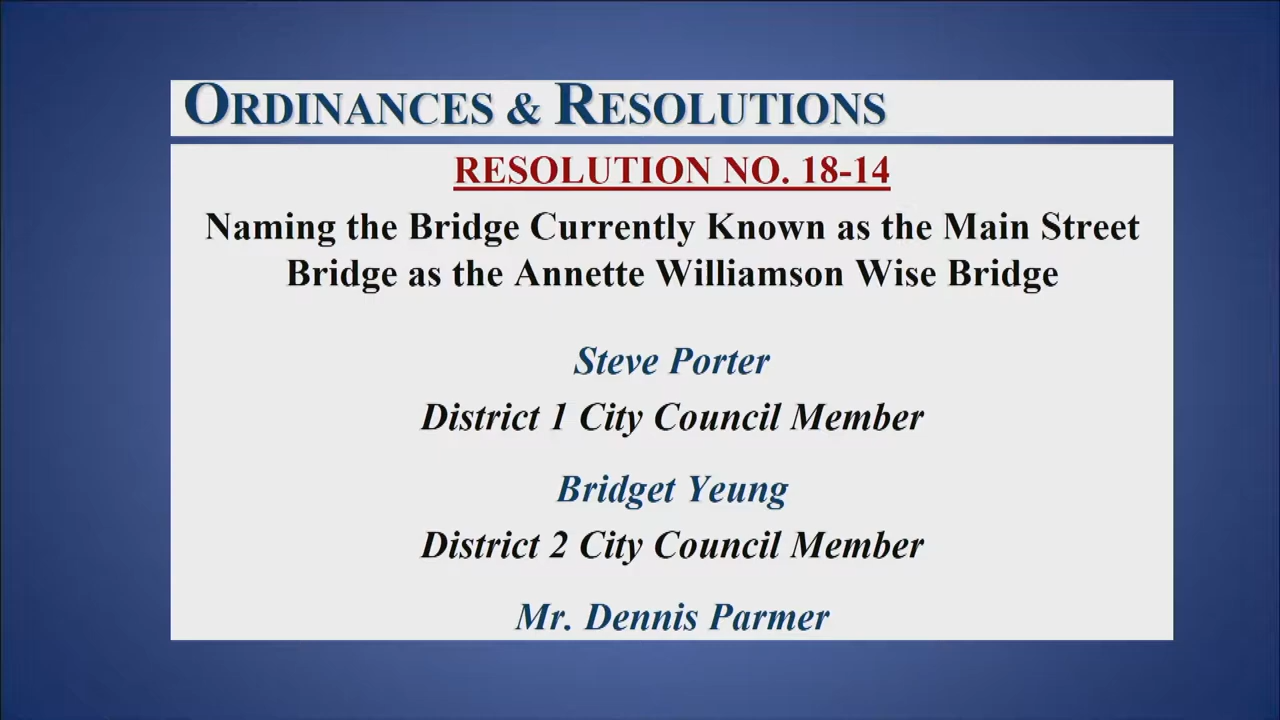 ORDINANCES & RESOLUTIONS
RESOLUTION NO. 18-14
Naming the Bridge Currently Known as the Main Street
Bridge as the Annette Williamson Wise Bridge
Steve Porter
District 1 City Council Member
Bridget Yeung
District 2 City Council Member
Mr. Dennis Parmer